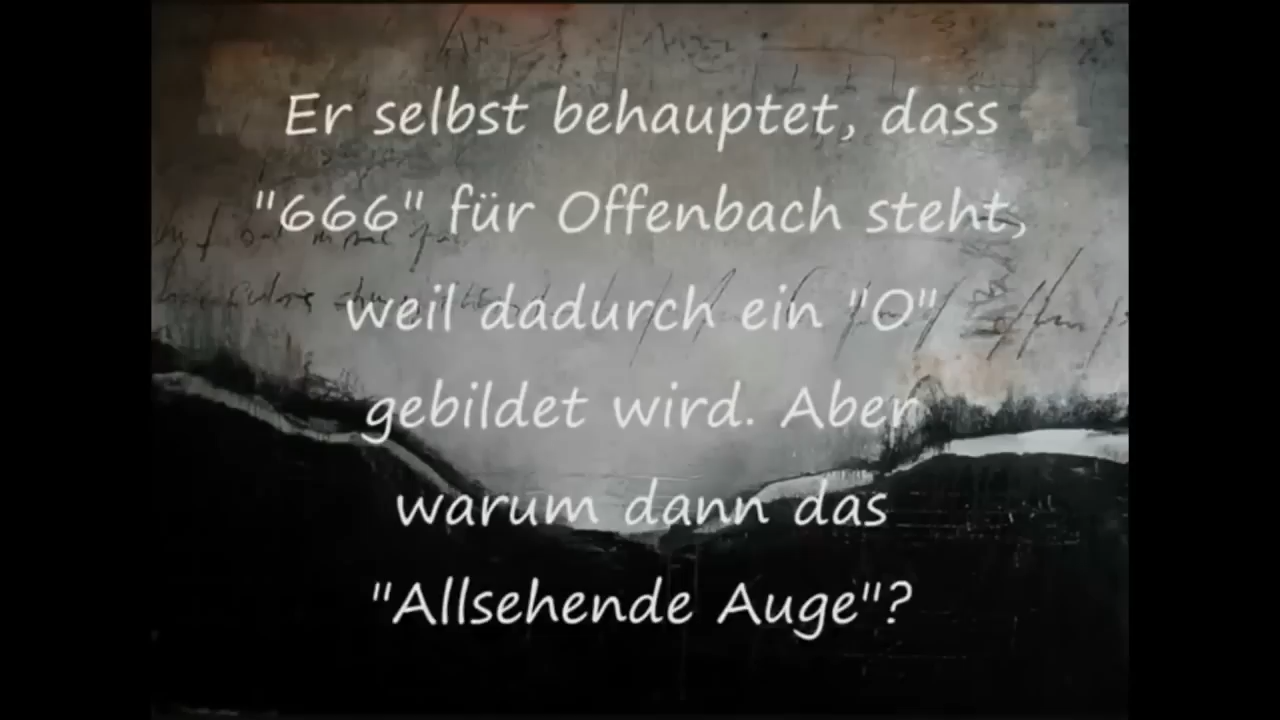 Er selbst behauptet, dass
"666" für Offenbach steht,
weil dadurch ein "O"
gebildet wird. Aber
warum dann das
"Allsehende Auge"?